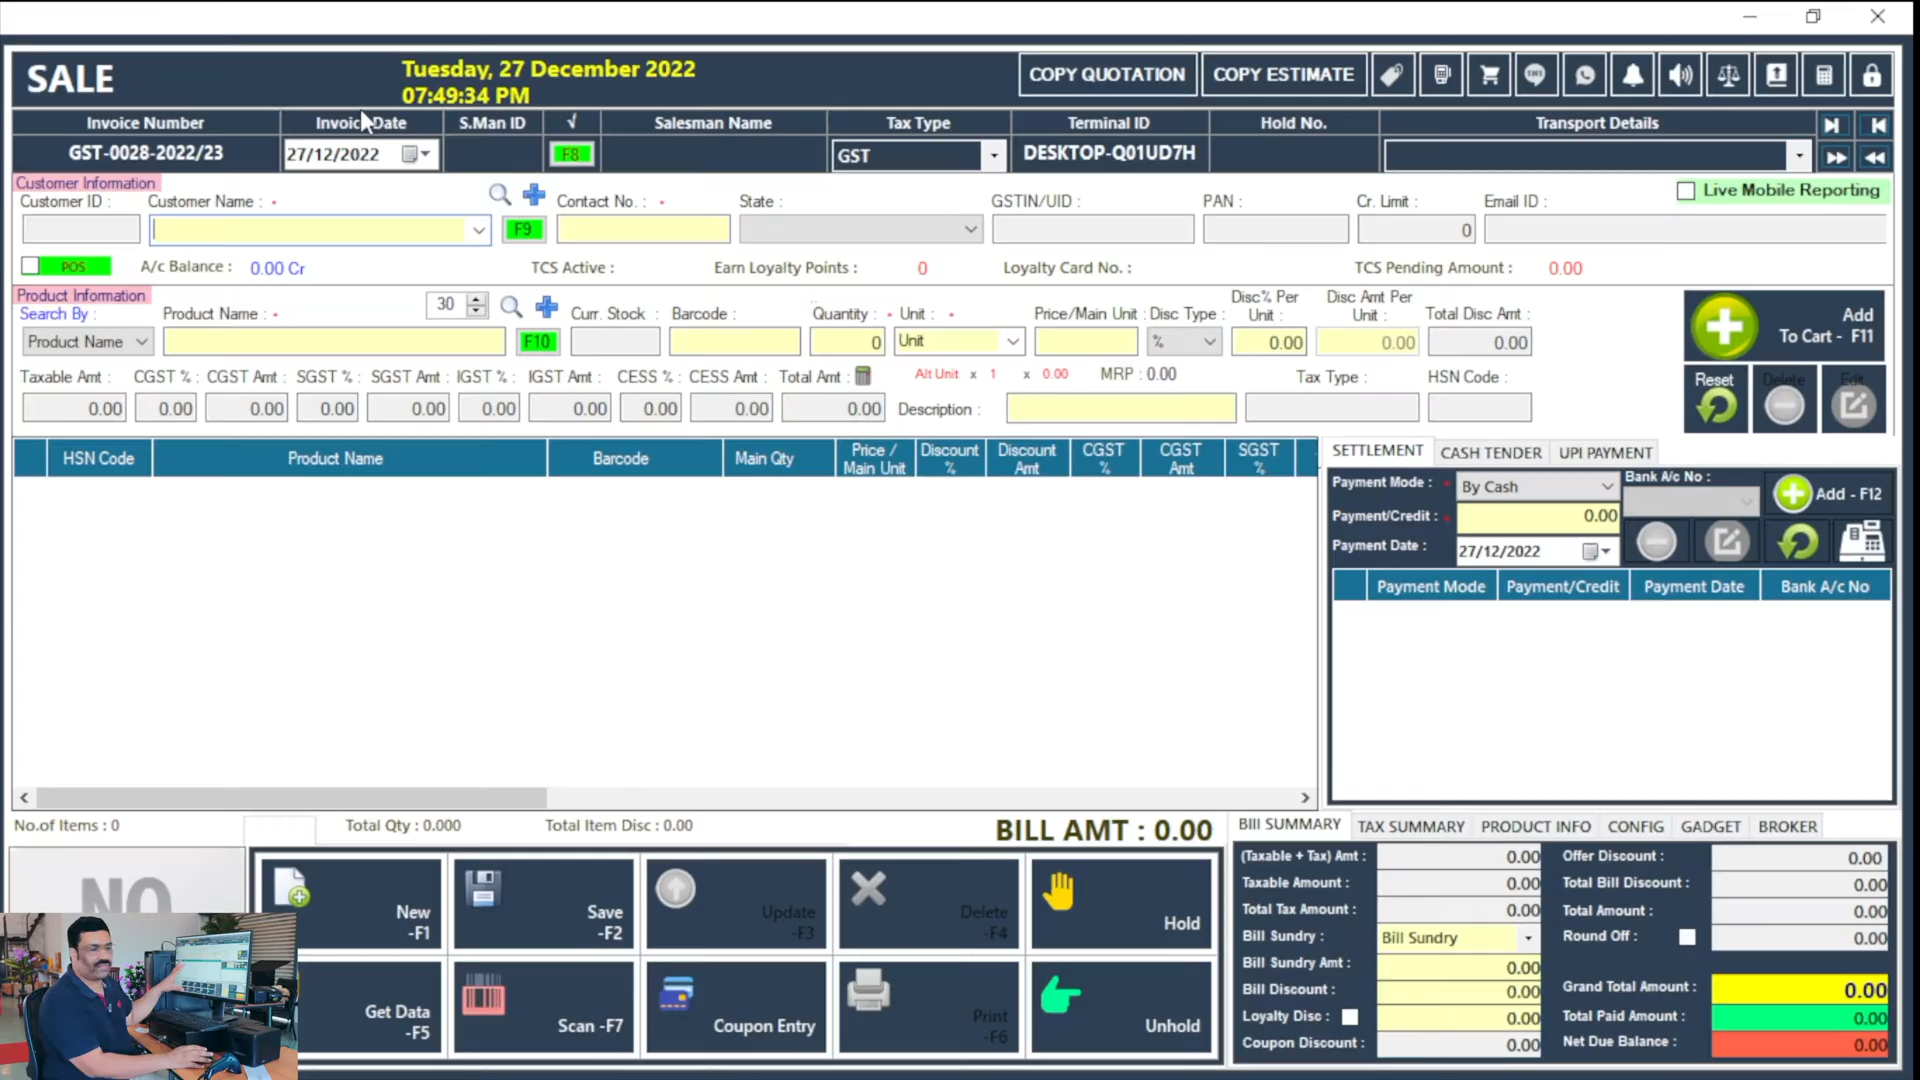 SALE
Tuesday, 27 December 2022
07:49:34 PM
COPY QUOTATION
COPY ESTIMATE
Invoice Number
Invoice Date
S.Man ID
√
Salesman Name
Tax Type
Terminal ID
Hold No.
Transport Details
GST-0028-2022/23
27/12/2022
F8
GST
DESKTOP-Q01UD7H
Customer Information
Live Mobile Reporting
Customer ID :
Customer Name :
Contact No. :
State :
GSTIN/UID :
PAN :
Cr. Limit :
Email ID :
F9
0
POS
A/c Balance :
0.00 Cr
TCS Active :
Earn Loyalty Points :
0
Loyalty Card No. :
TCS Pending Amount :
0.00
Product Information
Search By :
Product Name :
30
Curr. Stock :
Barcode :
Quantity :
Unit :
Price/Main Unit :
Disc Type :
Disc% Per Unit :
Disc Amt Per Unit :
Total Disc Amt :
Product Name
F10
0
Unit
%
0.00
0.00
0.00
Add
To Cart - F11
Taxable Amt :
CGST % :
CGST Amt :
SGST % :
SGST Amt :
IGST % :
IGST Amt :
CESS % :
CESS Amt :
Total Amt :
Alt Unit x 1 x 0.00
MRP : 0.00
Tax Type :
HSN Code :
0.00
0.00
0.00
0.00
0.00
0.00
0.00
0.00
0.00
0.00
Description :
Reset
Delete
Edit
HSN Code
Product Name
Barcode
Main Qty
Price / Main Unit
Discount %
Discount Amt
CGST %
CGST Amt
SGST %
SETTLEMENT
CASH TENDER
UPI PAYMENT
Payment Mode :
By Cash
Bank A/c No :
Add - F12
Payment/Credit :
0.00
Payment Date :
27/12/2022
Payment Mode
Payment/Credit
Payment Date
Bank A/c No
No.of Items : 0
Total Qty : 0.000
Total Item Disc : 0.00
BILL AMT : 0.00
NO
New
-F1
Save
-F2
Update
-F3
Delete
-F4
Hold
Get Data
-F5
Scan -F7
Coupon Entry
Print
-F6
Unhold
Bill SUMMARY
TAX SUMMARY
PRODUCT INFO
CONFIG
GADGET
BROKER
(Taxable + Tax) Amt :
0.00
Offer Discount :
0.00
Taxable Amount :
0.00
Total Bill Discount :
0.00
Total Tax Amount :
0.00
Total Amount :
0.00
Bill Sundry :
Bill Sundry
Round Off :
0.00
Bill Sundry Amt :
0.00
Bill Discount :
0.00
Grand Total Amount :
0.00
Loyalty Disc :
0.00
Total Paid Amount :
0.00
Coupon Discount :
0.00
Net Due Balance :
0.00